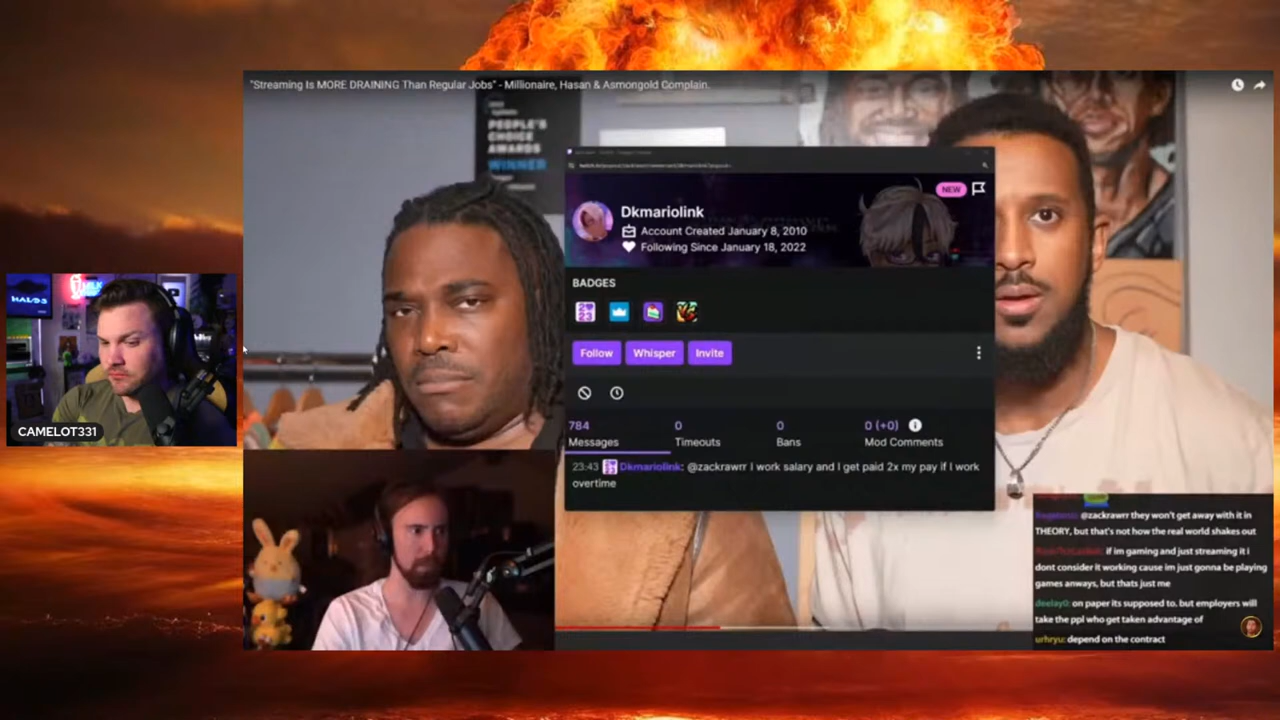 "Streaming Is MORE DRAINING Than Regular Jobs" - Millionaire, Hasan & Asmongold Complain.
PEOPLE'S
CHOICE
AWARDS
WINNER
NEW
Dkmariolink
Account Created January 8, 2010
Following Since January 18, 2022
BADGES
Follow
Whisper
Invite
784
0
0
0 (+0)
Messages
Timeouts
Bans
Mod Comments
23:43 Dkmariolink: @zackrawrr I work salary and I get paid 2x my pay if I work
overtime
HALO 3
CAMELOT331
@zackrawrr they won't get away with it in
THEORY, but that's not how the real world shakes out
if im gaming and just streaming it i
dont consider it working cause im just gonna be playing
games anways, but thats just me
deelay0: on paper its supposed to, but employers will
take the ppl who get taken advantage of
urhryu: depend on the contract